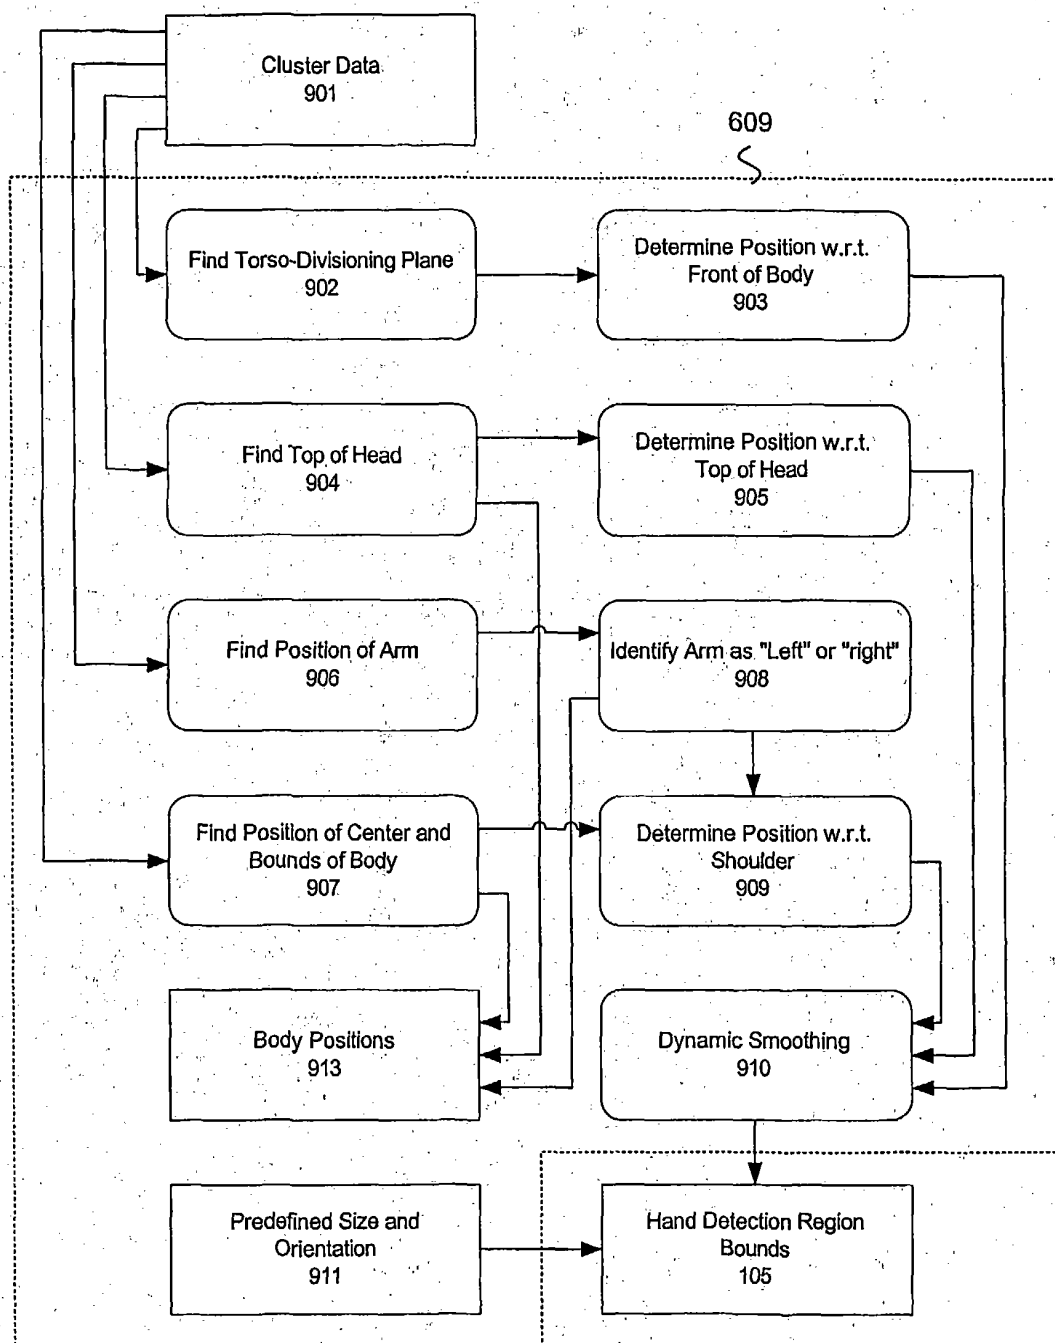 Cluster Data
901
609
Find Torso-Divisioning Plane
902
Determine Position w.r.t.
Front of Body
903
Find Top of Head
904
Determine Position w.r.t.
Top of Head
905
Find Position of Arm
906
Identify Arm as "Left" or "right"
908
Find Position of Center and
Bounds of Body
907
Determine Position w.r.t.
Shoulder
909
Body Positions
913
Dynamic Smoothing
910
Predefined Size and
Orientation
911
Hand Detection Region
Bounds
105